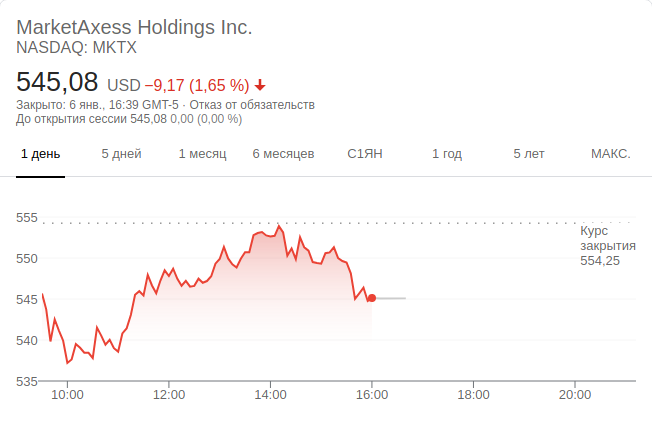 MarketAxess Holdings Inc.
NASDAQ: MKTX
545,08 USD −9,17 (1,65 %)
Закрыто: 6 янв., 16:39 GMT-5 · Отказ от обязательств
До открытия сессии 545,08 0,00 (0,00 %)
1 день 5 дней 1 месяц 6 месяцев С1ЯН 1 год 5 лет МАКС.
555
Курс
закрытия
554,25
550
545
540
535
10:00 12:00 14:00 16:00 18:00 20:00